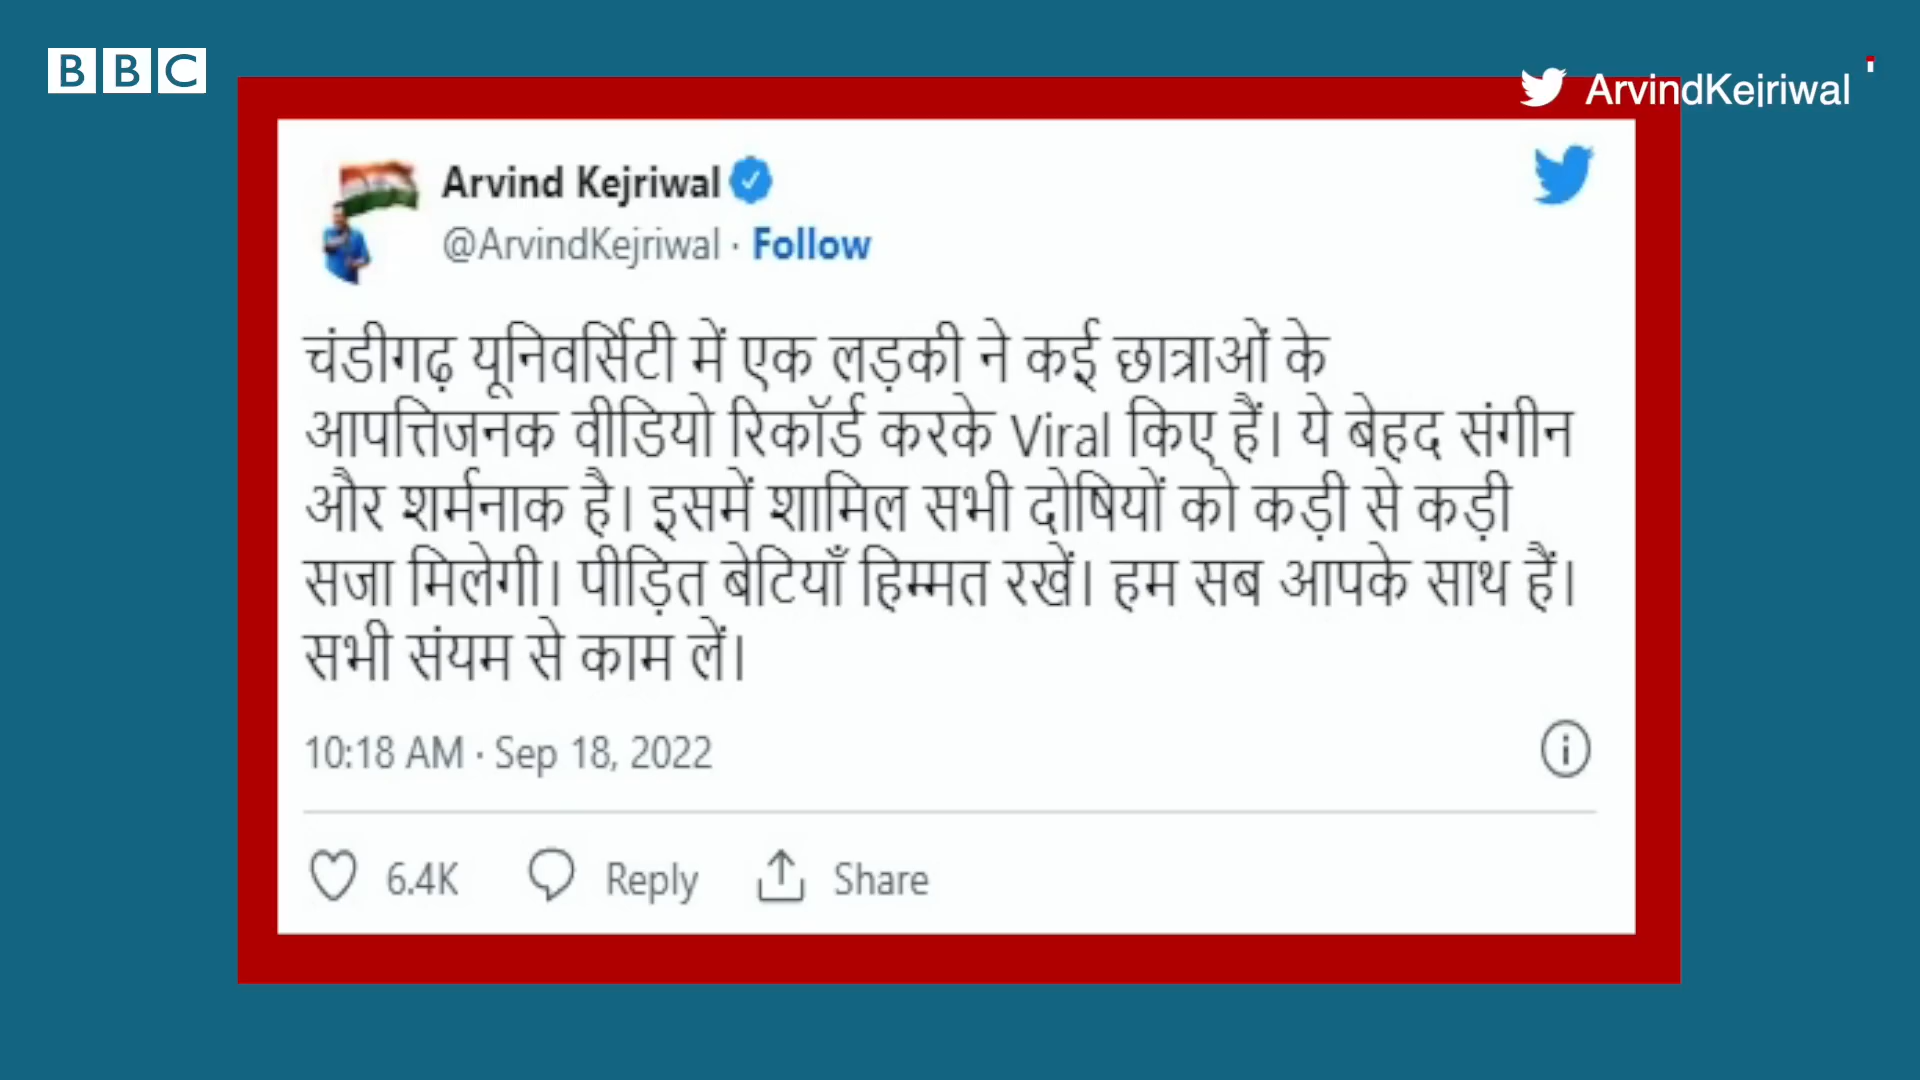 BBC
ArvindKejriwal
Arvind Kejriwal
@ArvindKejriwal · Follow
चंडीगढ़ यूनिवर्सिटी में एक लड़की ने कई छात्राओं के
आपत्तिजनक वीडियो रिकॉर्ड करके Viral किए हैं। ये बेहद संगीन
और शर्मनाक है। इसमें शामिल सभी दोषियों को कड़ी से कड़ी
सजा मिलेगी। पीड़ित बेटियाँ हिम्मत रखें। हम सब आपके साथ हैं।
सभी संयम से काम लें।
10:18 AM · Sep 18, 2022
6.4K Reply Share